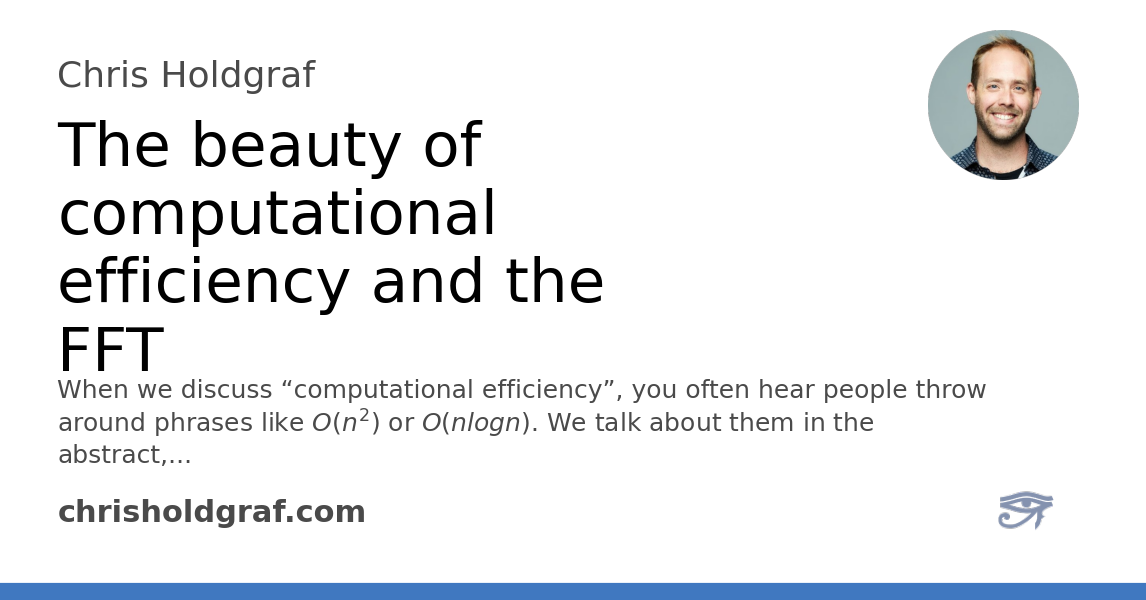 Chris Holdgraf
The beauty of
computational
efficiency and the
FFT
When we discuss “computational efficiency”, you often hear people throw
around phrases like O(n²) or O(nlogn). We talk about them in the
abstract,...
chrisholdgraf.com